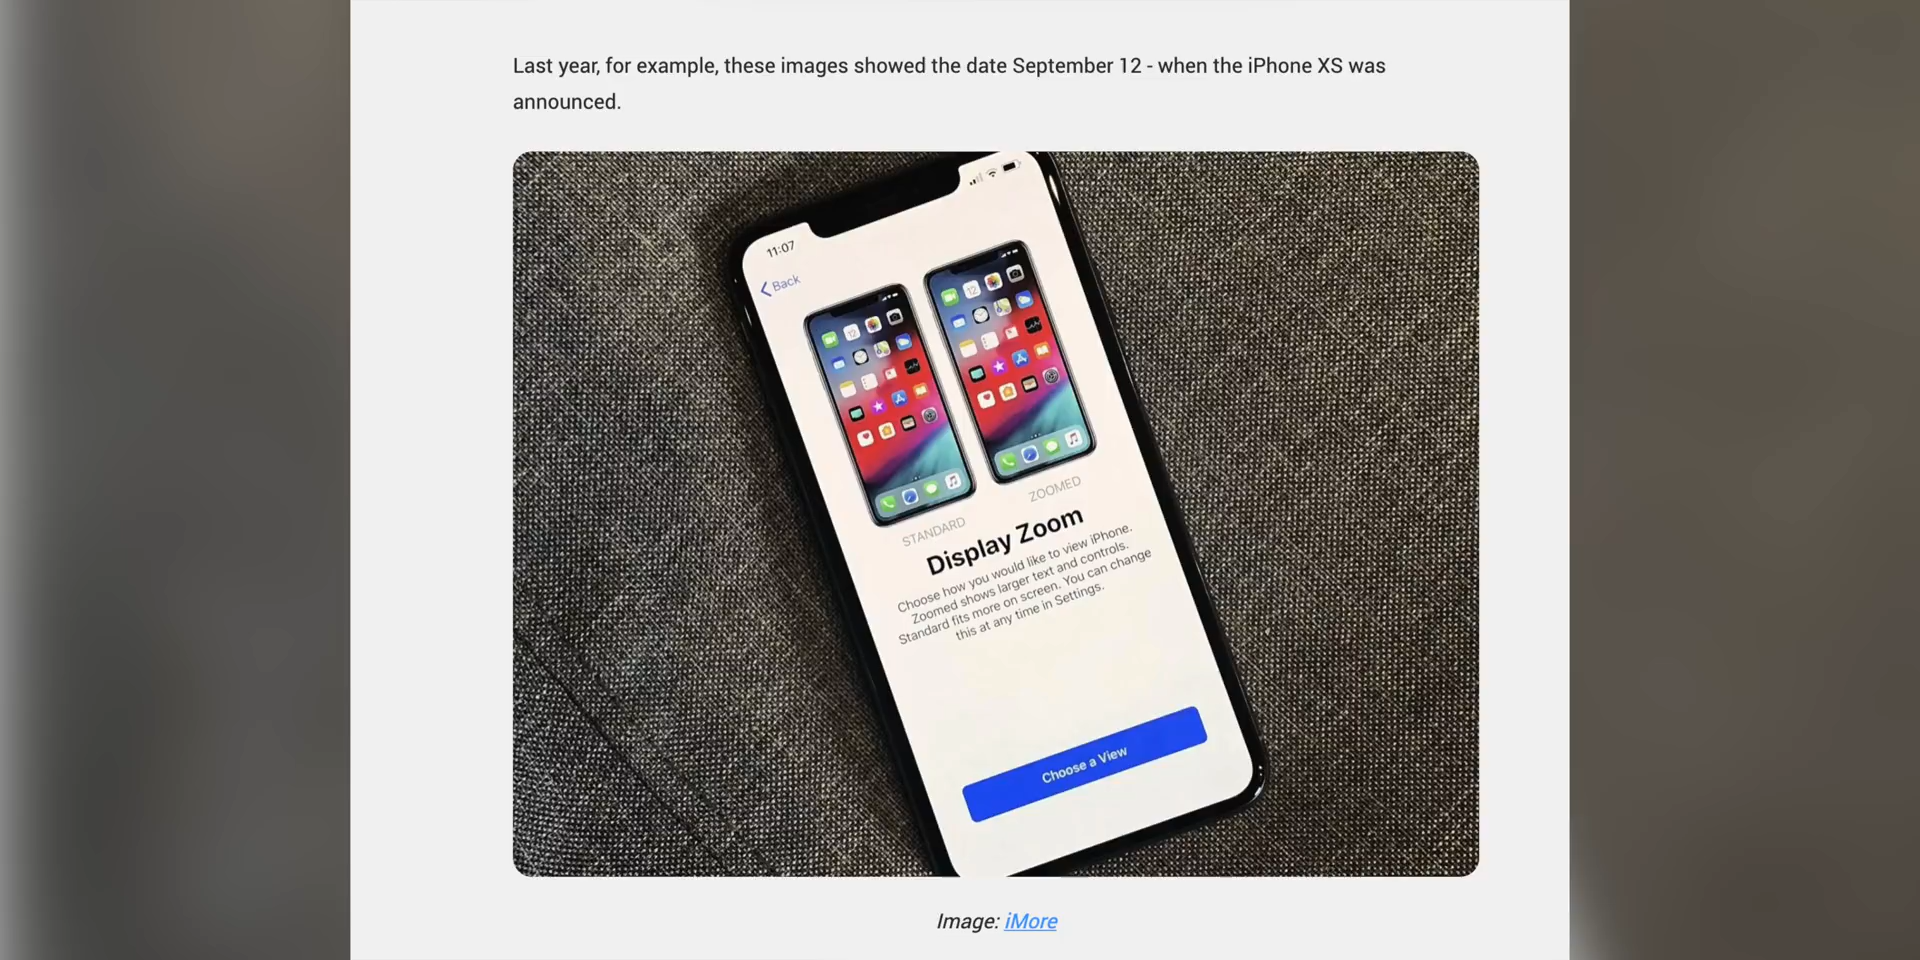 Last year, for example, these images showed the date September 12 - when the iPhone XS was
announced.
11:07
Back
12
12
STANDARD
ZOOMED
Display Zoom
Choose how you would like to view iPhone.
Zoomed shows larger text and controls.
Standard fits more on screen. You can change
this at any time in Settings.
Choose a View
Image: iMore